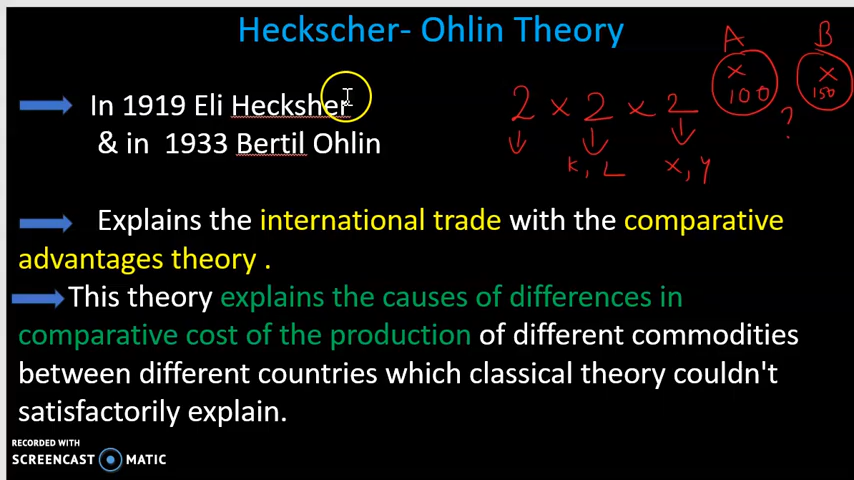 Heckscher- Ohlin Theory
A B
x x
100 150
In 1919 Eli Hecksher
2 x 2 x 2
?
& in 1933 Bertil Ohlin
K, L x, y
Explains the international trade with the comparative
advantages theory .
This theory explains the causes of differences in
comparative cost of the production of different commodities
between different countries which classical theory couldn't
satisfactorily explain.
RECORDED WITH
SCREENCAST MATIC